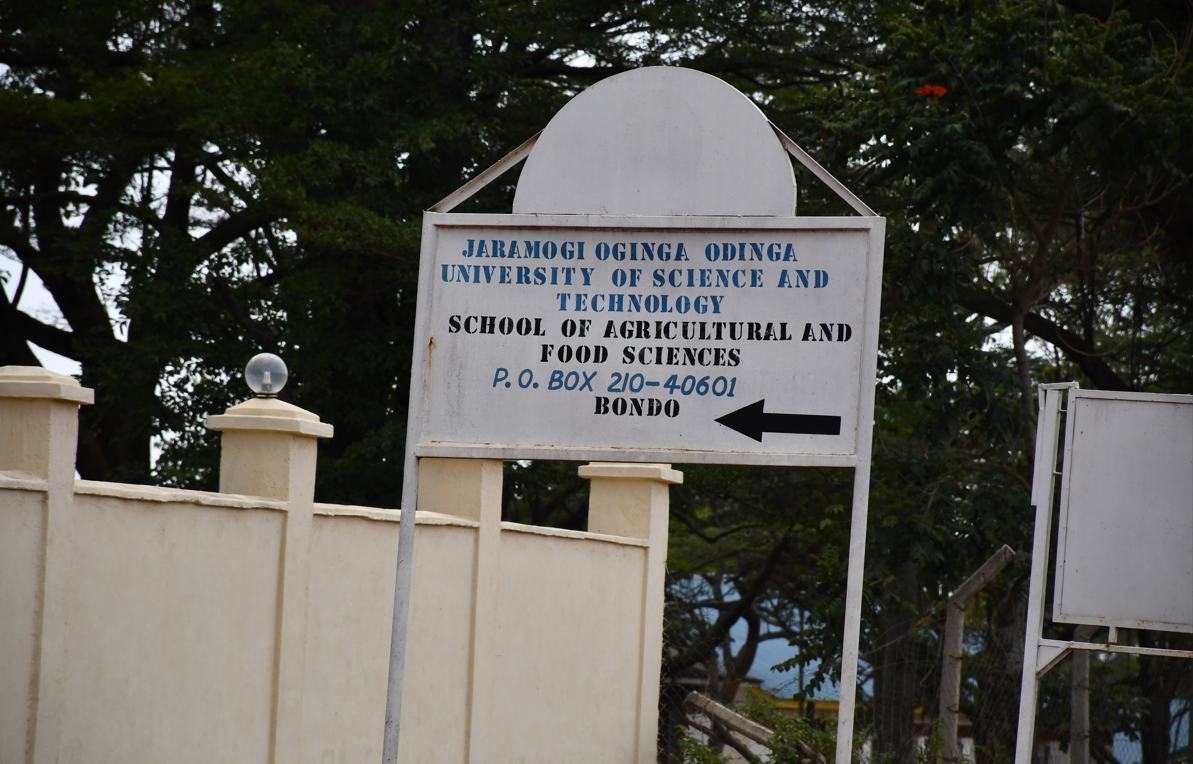 JARAMOGI OGINGA ODINGA
UNIVERSITY OF SCIENCE AND
TECHNOLOGY
SCHOOL OF AGRICULTURAL AND
FOOD SCIENCES
P. O. BOX 210-40601
BONDO